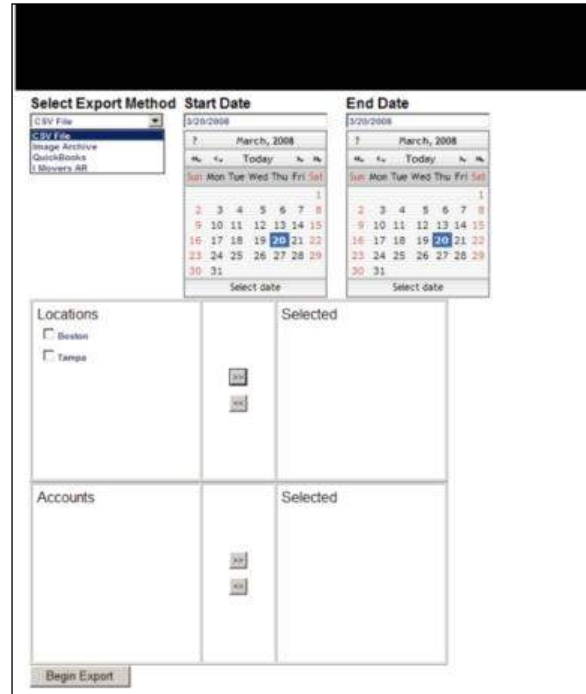 Select Export Method Start Date End Date
CSV File 3/20/2008 3/20/2008
CSV File
Image Archive
QuickBooks
I Movers AR
? March, 2008 ? March, 2008
« ‹ Today › » « ‹ Today › »
Sun Mon Tue Wed Thu Fri Sat Sun Mon Tue Wed Thu Fri Sat
1 1
2 3 4 5 6 7 8 2 3 4 5 6 7 8
9 10 11 12 13 14 15 9 10 11 12 13 14 15
16 17 18 19 20 21 22 16 17 18 19 20 21 22
23 24 25 26 27 28 29 23 24 25 26 27 28 29
30 31 30 31
Select date Select date
Locations Selected
Boston
Tampa
>>
<<
Accounts Selected
>>
<<
Begin Export